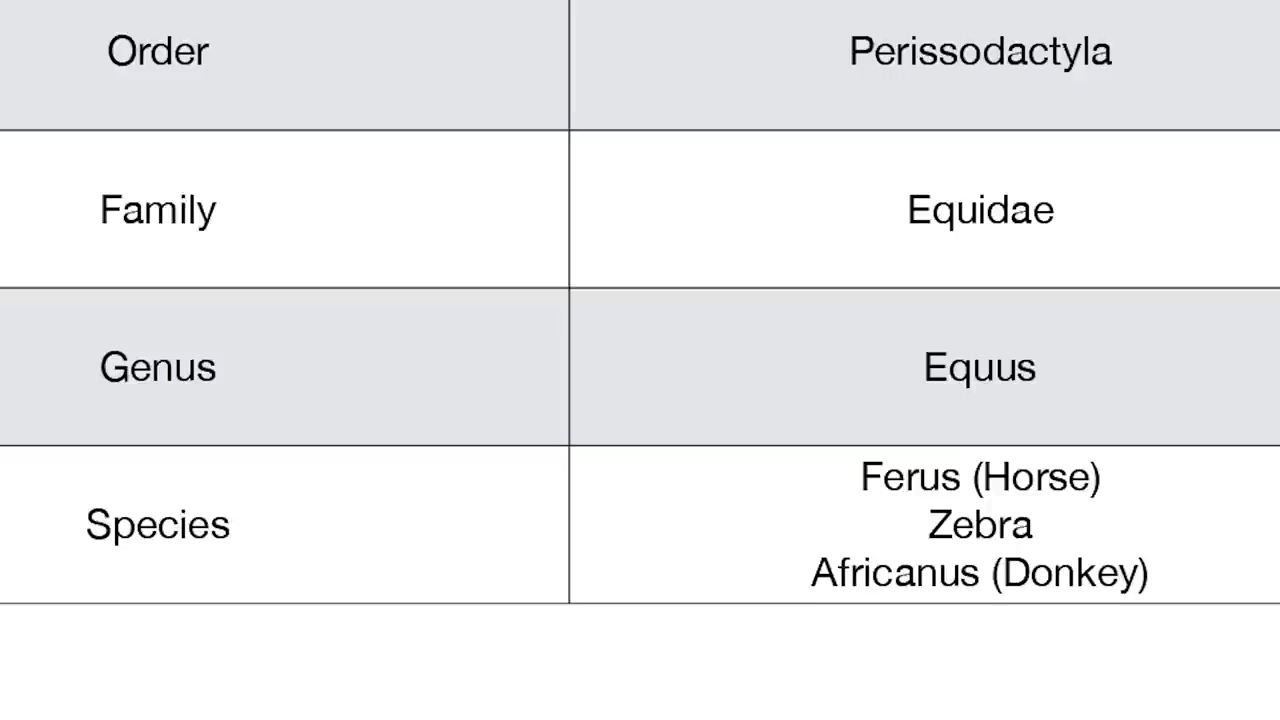 Order Perissodactyla
Family Equidae
Genus Equus
Ferus (Horse)
Species Zebra
Africanus (Donkey)